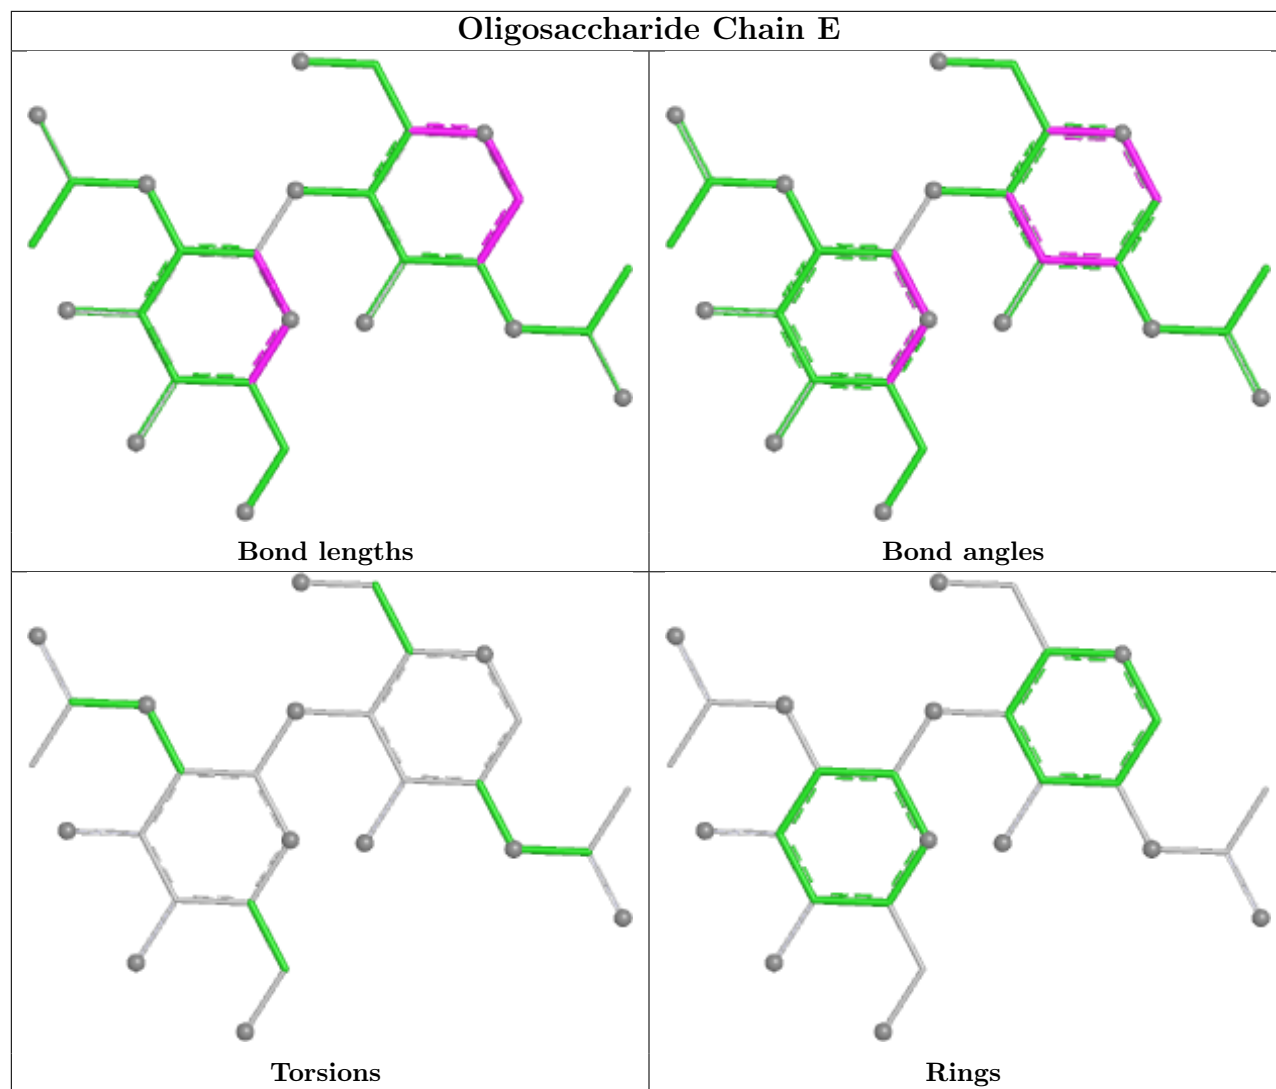 Oligosaccharide Chain E
Bond lengths
Bond angles
Torsions
Rings